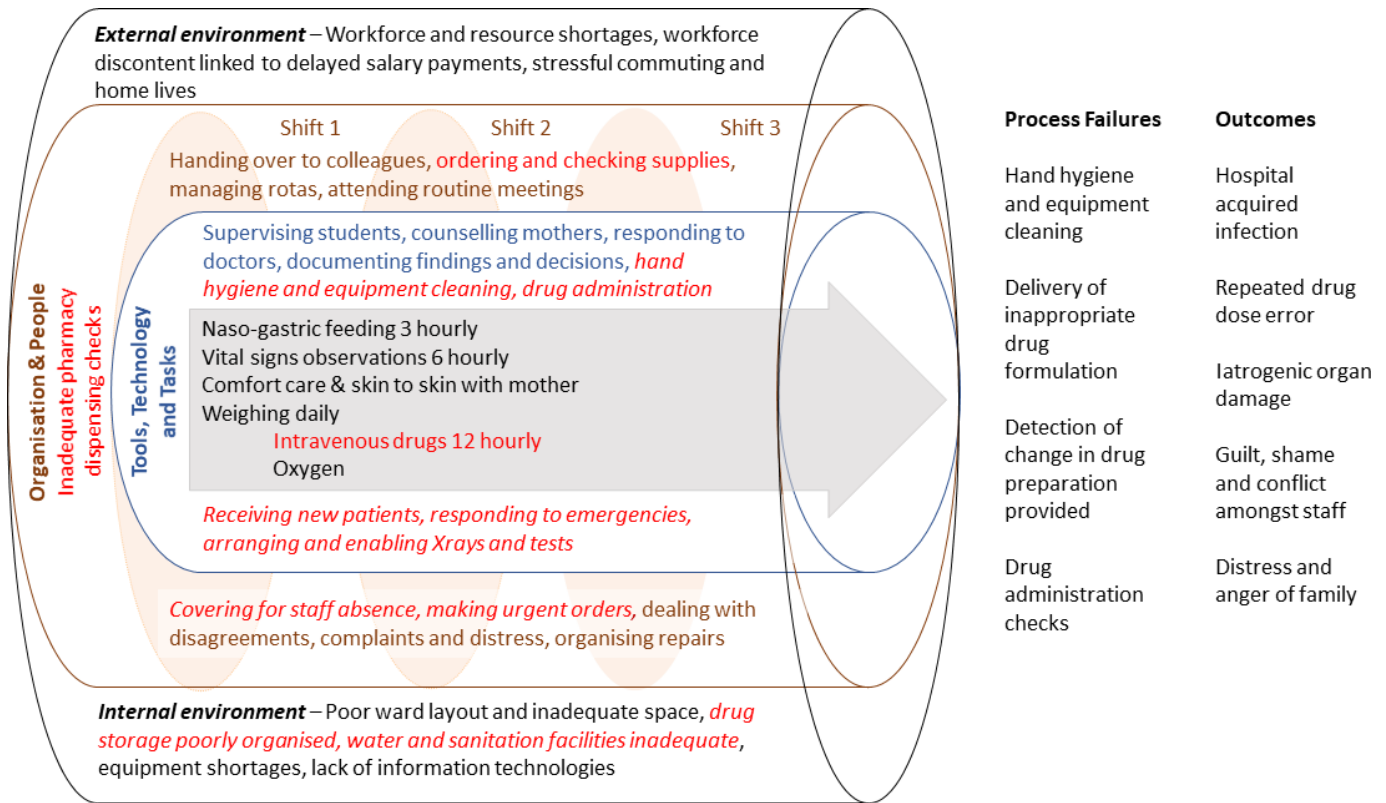 External environment – Workforce and resource shortages, workforce
discontent linked to delayed salary payments, stressful commuting and
home lives
Shift 1
Shift 2
Shift 3
Handing over to colleagues, ordering and checking supplies,
managing rotas, attending routine meetings
Organisation & People
Inadequate pharmacy
dispensing checks
Tools, Technology
and Tasks
Supervising students, counselling mothers, responding to
doctors, documenting findings and decisions, hand
hygiene and equipment cleaning, drug administration
Naso-gastric feeding 3 hourly
Vital signs observations 6 hourly
Comfort care & skin to skin with mother
Weighing daily
Intravenous drugs 12 hourly
Oxygen
Receiving new patients, responding to emergencies,
arranging and enabling Xrays and tests
Covering for staff absence, making urgent orders, dealing with
disagreements, complaints and distress, organising repairs
Internal environment – Poor ward layout and inadequate space, drug
storage poorly organised, water and sanitation facilities inadequate,
equipment shortages, lack of information technologies
Process Failures
Hand hygiene
and equipment
cleaning
Delivery of
inappropriate
drug
formulation
Detection of
change in drug
preparation
provided
Drug
administration
checks
Outcomes
Hospital
acquired
infection
Repeated drug
dose error
Iatrogenic organ
damage
Guilt, shame
and conflict
amongst staff
Distress and
anger of family